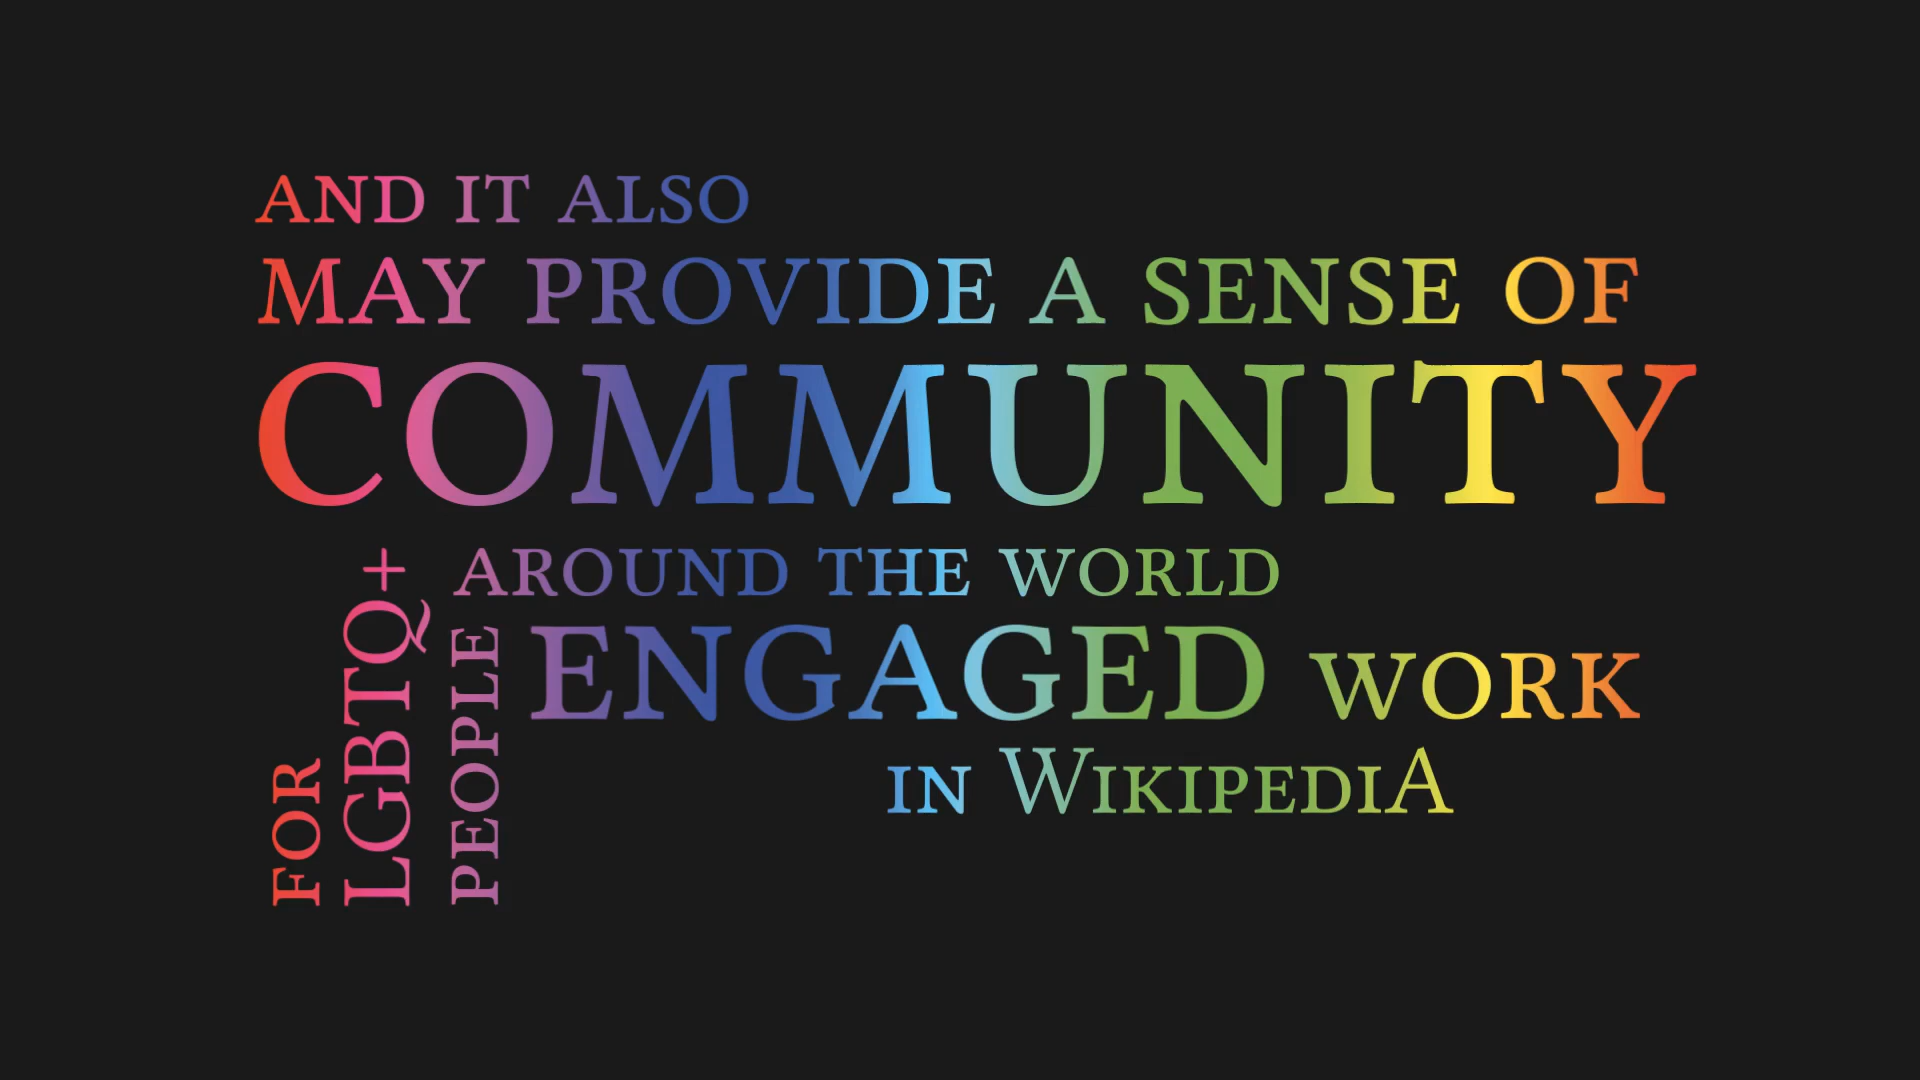 AND IT ALSO
MAY PROVIDE A SENSE OF
COMMUNITY
FOR
LGBTQ+
PEOPLE
AROUND THE WORLD
ENGAGED WORK
IN WIKIPEDIA